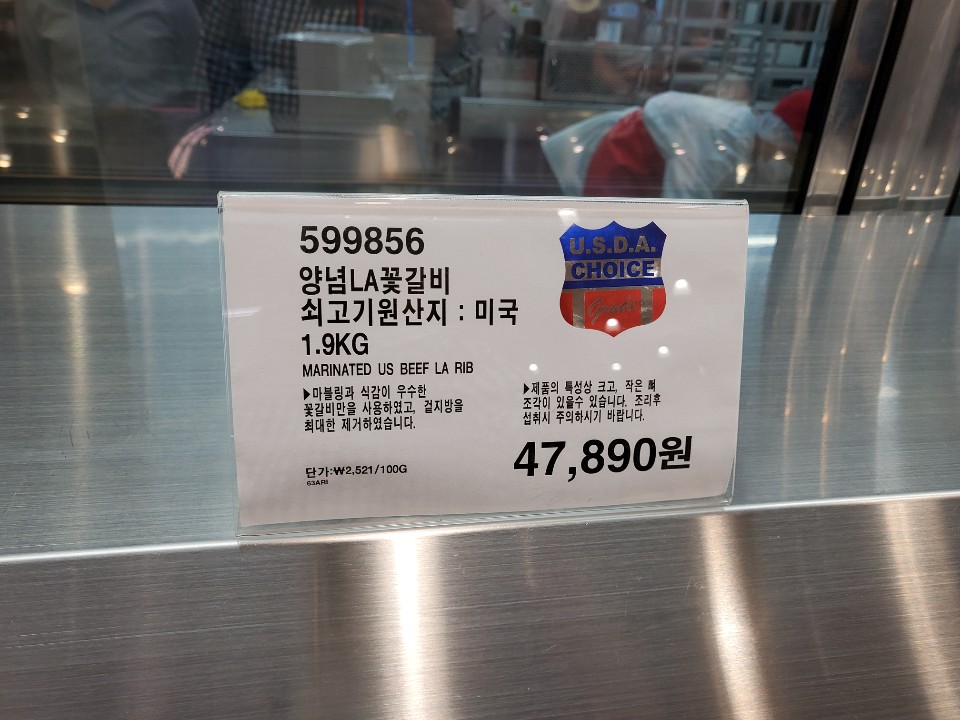 599856
양념LA꽃갈비
쇠고기원산지 : 미국
1.9KG
MARINATED US BEEF LA RIB
▶마블링과 식감이 우수한
꽃갈비만을 사용하였고, 겉지방을
최대한 제거하였습니다.
단가:₩2,521/100G
63ARI
U.S.D.A.
CHOICE
▶제품의 특성상 크고, 작은 뼈
조각이 있을수 있습니다. 조리후
섭취시 주의하시기 바랍니다.
47,890원